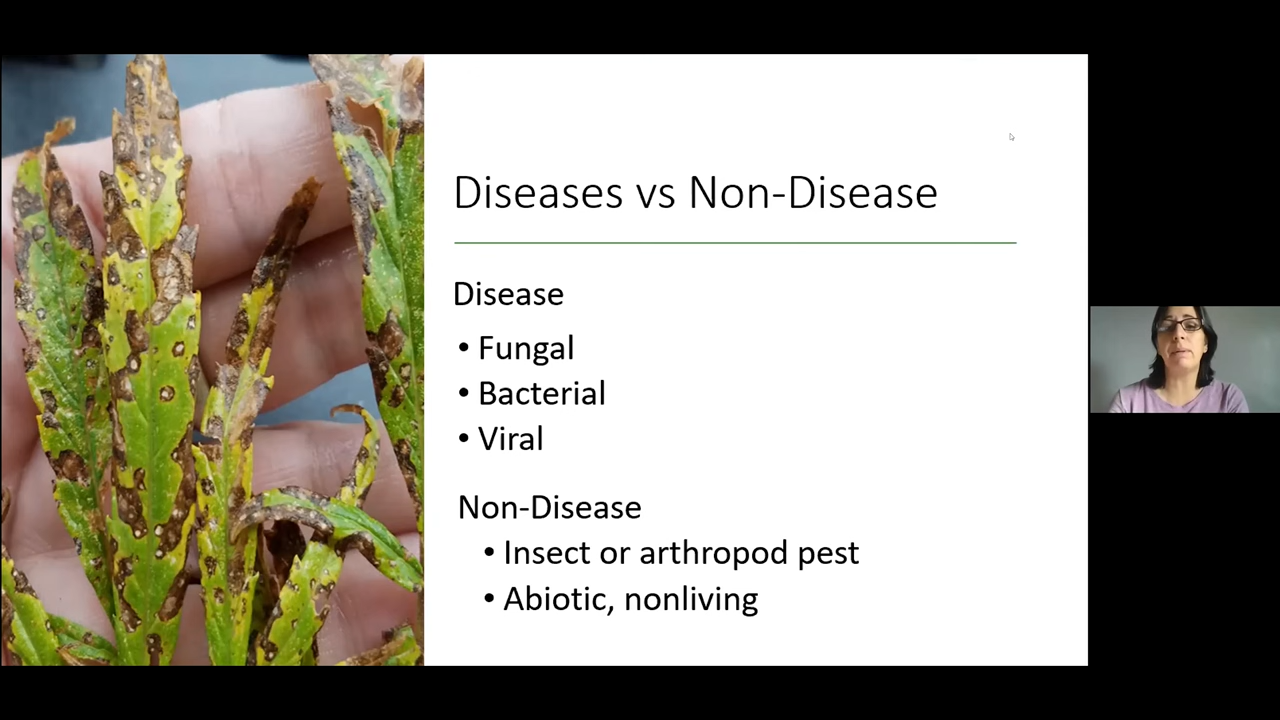 Diseases vs Non-Disease
Disease
• Fungal
• Bacterial
• Viral
Non-Disease
• Insect or arthropod pest
• Abiotic, nonliving